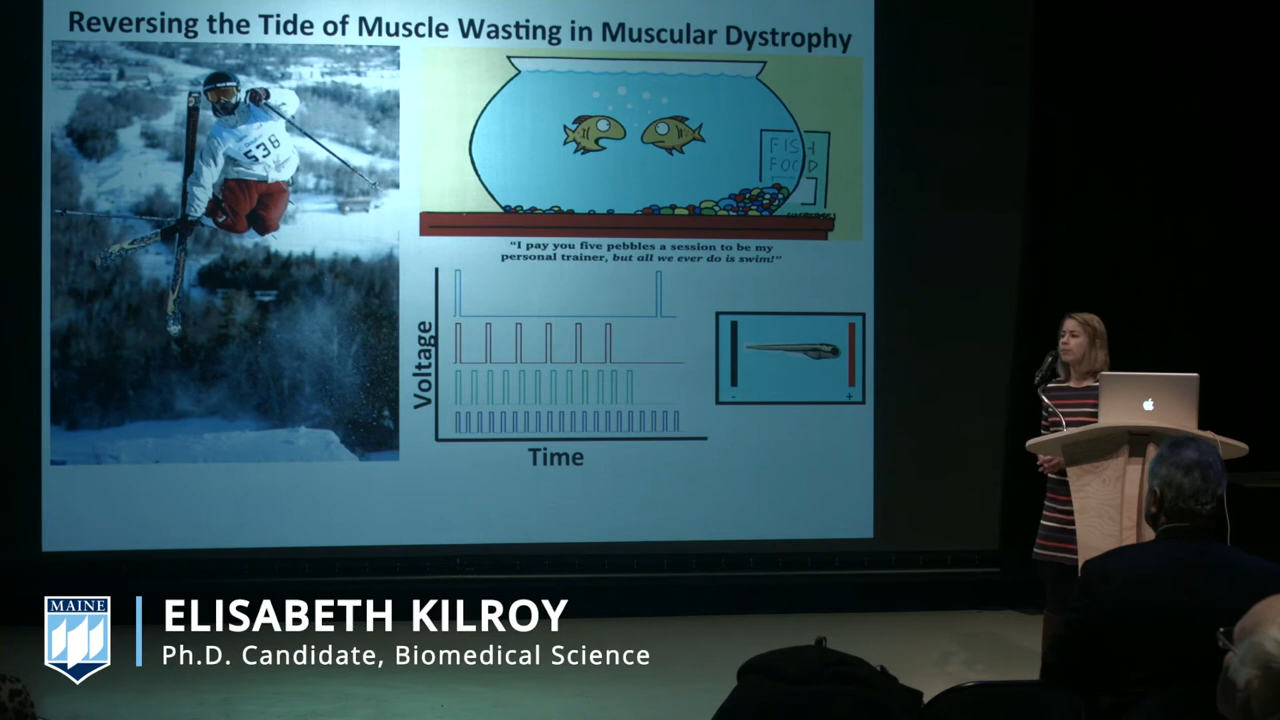 Reversing the Tide of Muscle Wasting in Muscular Dystrophy
538
FISH
FOOD
"I pay you five pebbles a session to be my
personal trainer, but all we ever do is swim!"
Voltage
Time
- +
MAINE
ELISABETH KILROY
Ph.D. Candidate, Biomedical Science